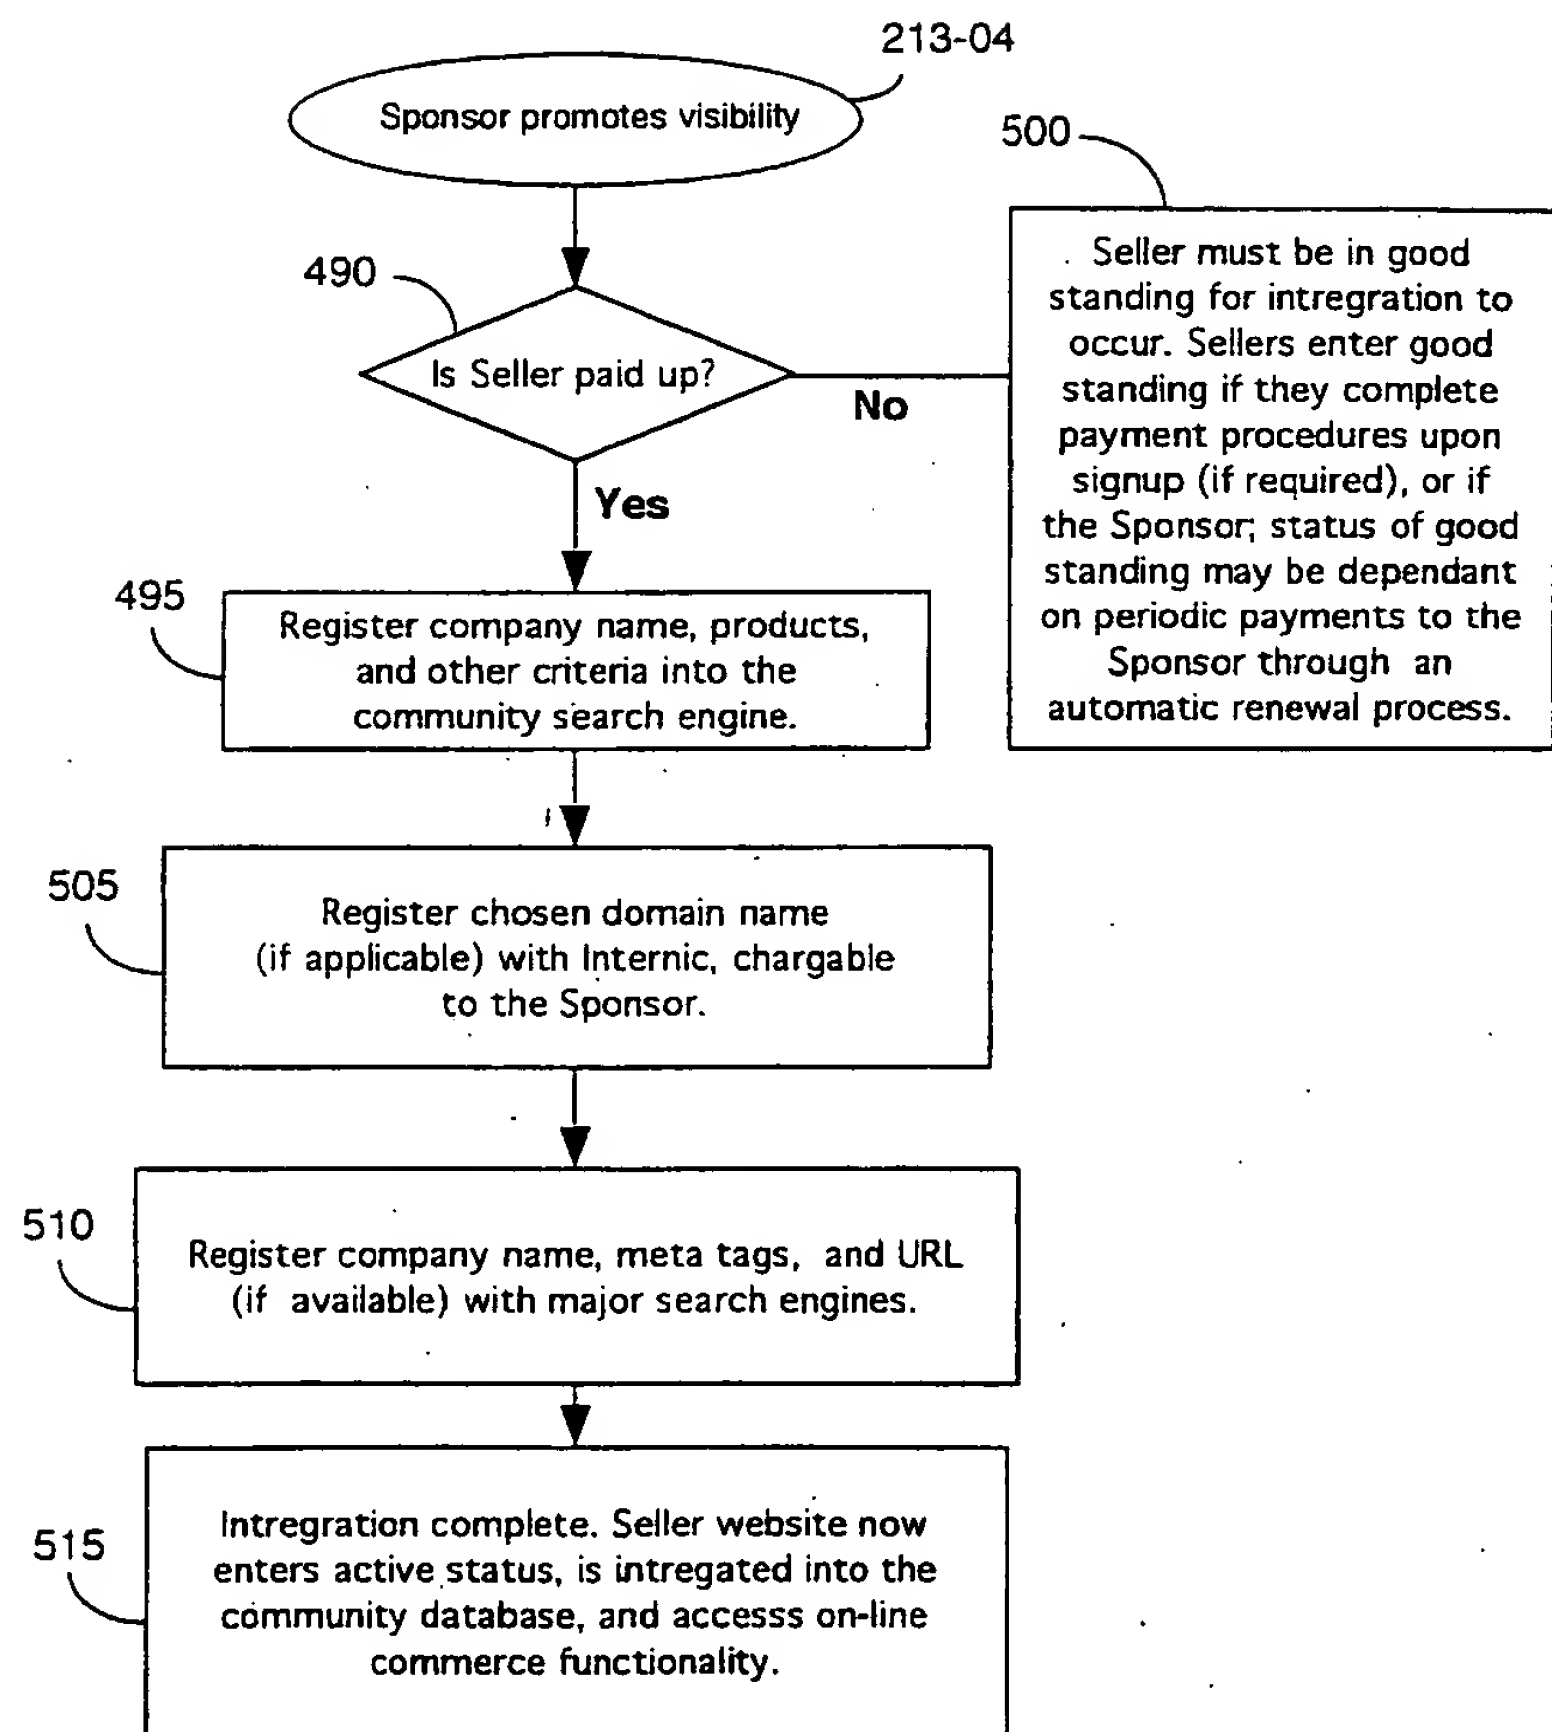 213-04
Sponsor promotes visibility
500
490
Is Seller paid up?
No
Yes
Seller must be in good
standing for intregration to
occur. Sellers enter good
standing if they complete
payment procedures upon
signup (if required), or if
the Sponsor; status of good
standing may be dependant
on periodic payments to the
Sponsor through an
automatic renewal process.
495
Register company name, products,
and other criteria into the
community search engine.
505
Register chosen domain name
(if applicable) with Internic, chargable
to the Sponsor.
510
Register company name, meta tags, and URL
(if available) with major search engines.
515
Intregration complete. Seller website now
enters active status, is intregated into the
community database, and accesss on-line
commerce functionality.